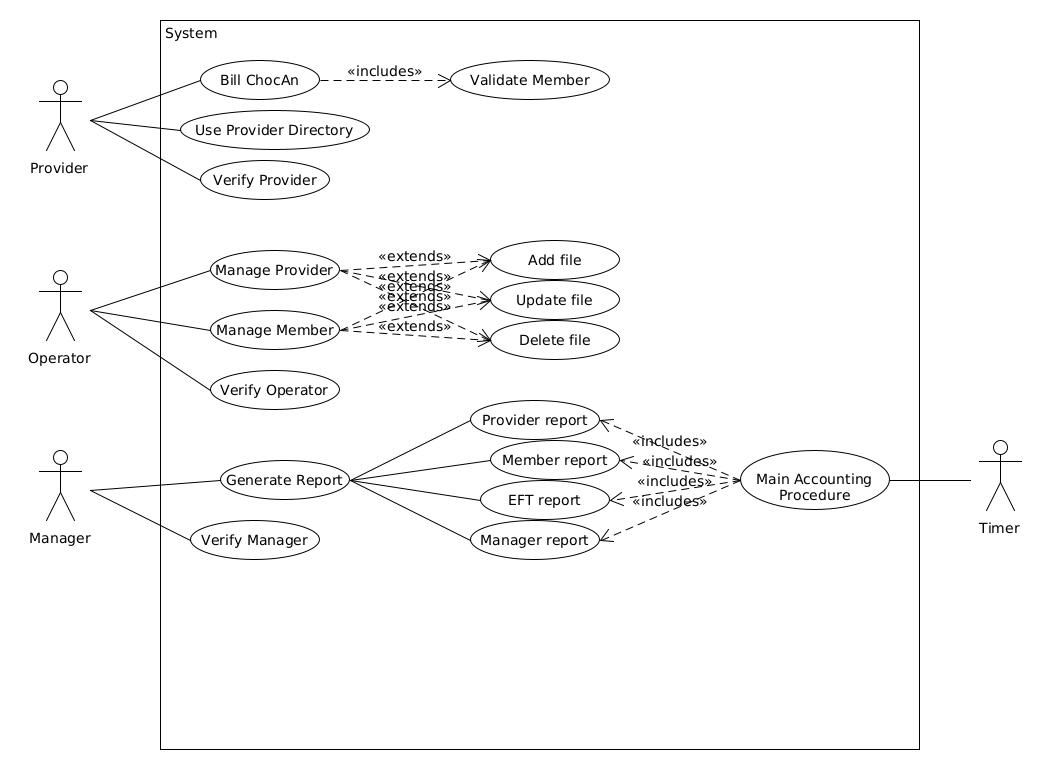 System
Bill ChocAn
«includes»
Validate Member
Use Provider Directory
Verify Provider
Provider
Manage Provider
«extends»
«extends»
«extends»
«extends»
«extends»
«extends»
Add file
Update file
Delete file
Manage Member
Verify Operator
Operator
Generate Report
Verify Manager
Manager
Provider report
Member report
EFT report
Manager report
«includes»
«includes»
«includes»
«includes»
Main Accounting
Procedure
Timer